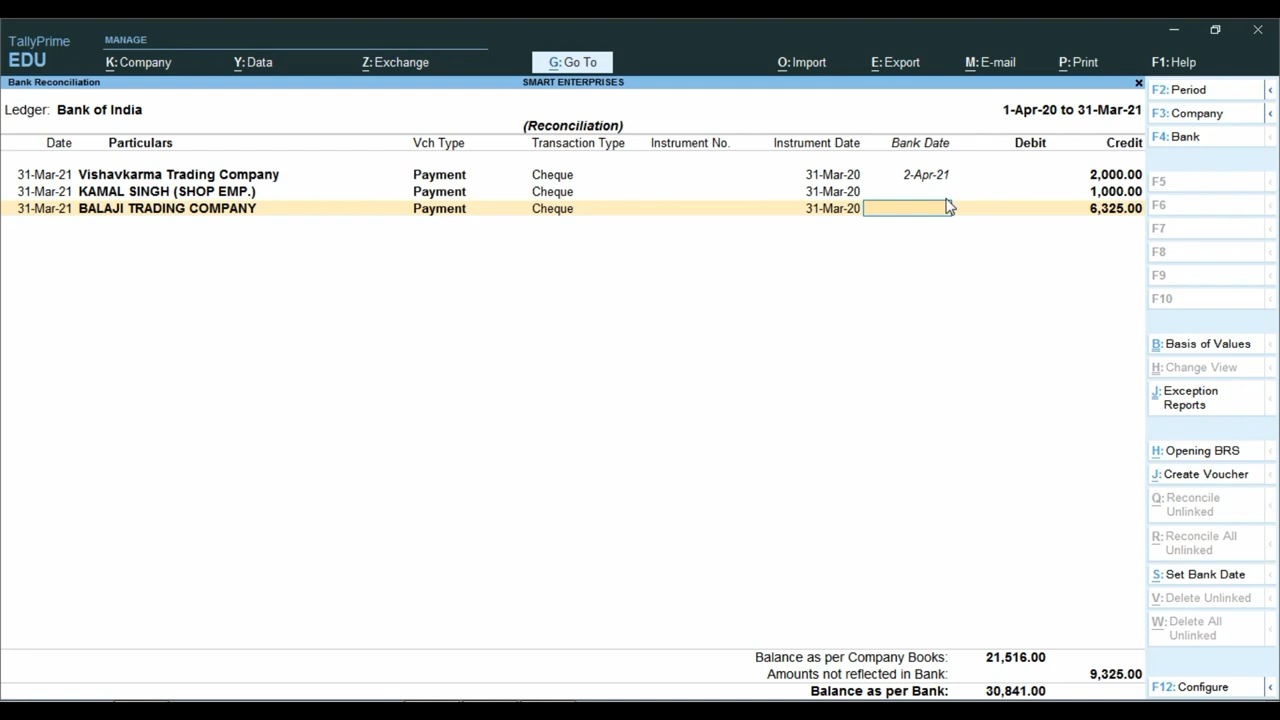 TallyPrime
EDU
MANAGE
K: Company Y: Data Z: Exchange G: Go To O: Import E: Export M: E-mail P: Print F1: Help
Bank Reconciliation SMART ENTERPRISES
Ledger: Bank of India 1-Apr-20 to 31-Mar-21
(Reconciliation)
Date Particulars Vch Type Transaction Type Instrument No. Instrument Date Bank Date Debit Credit
31-Mar-21 Vishavkarma Trading Company Payment Cheque 31-Mar-20 2-Apr-21 2,000.00
31-Mar-21 KAMAL SINGH (SHOP EMP.) Payment Cheque 31-Mar-20 1,000.00
31-Mar-21 BALAJI TRADING COMPANY Payment Cheque 31-Mar-20 6,325.00
Balance as per Company Books: 21,516.00
Amounts not reflected in Bank: 9,325.00
Balance as per Bank: 30,841.00
F2: Period
F3: Company
F4: Bank
F5
F6
F7
F8
F9
F10
B: Basis of Values
H: Change View
J: Exception
Reports
H: Opening BRS
J: Create Voucher
Q: Reconcile
Unlinked
R: Reconcile All
Unlinked
S: Set Bank Date
V: Delete Unlinked
W: Delete All
Unlinked
F12: Configure